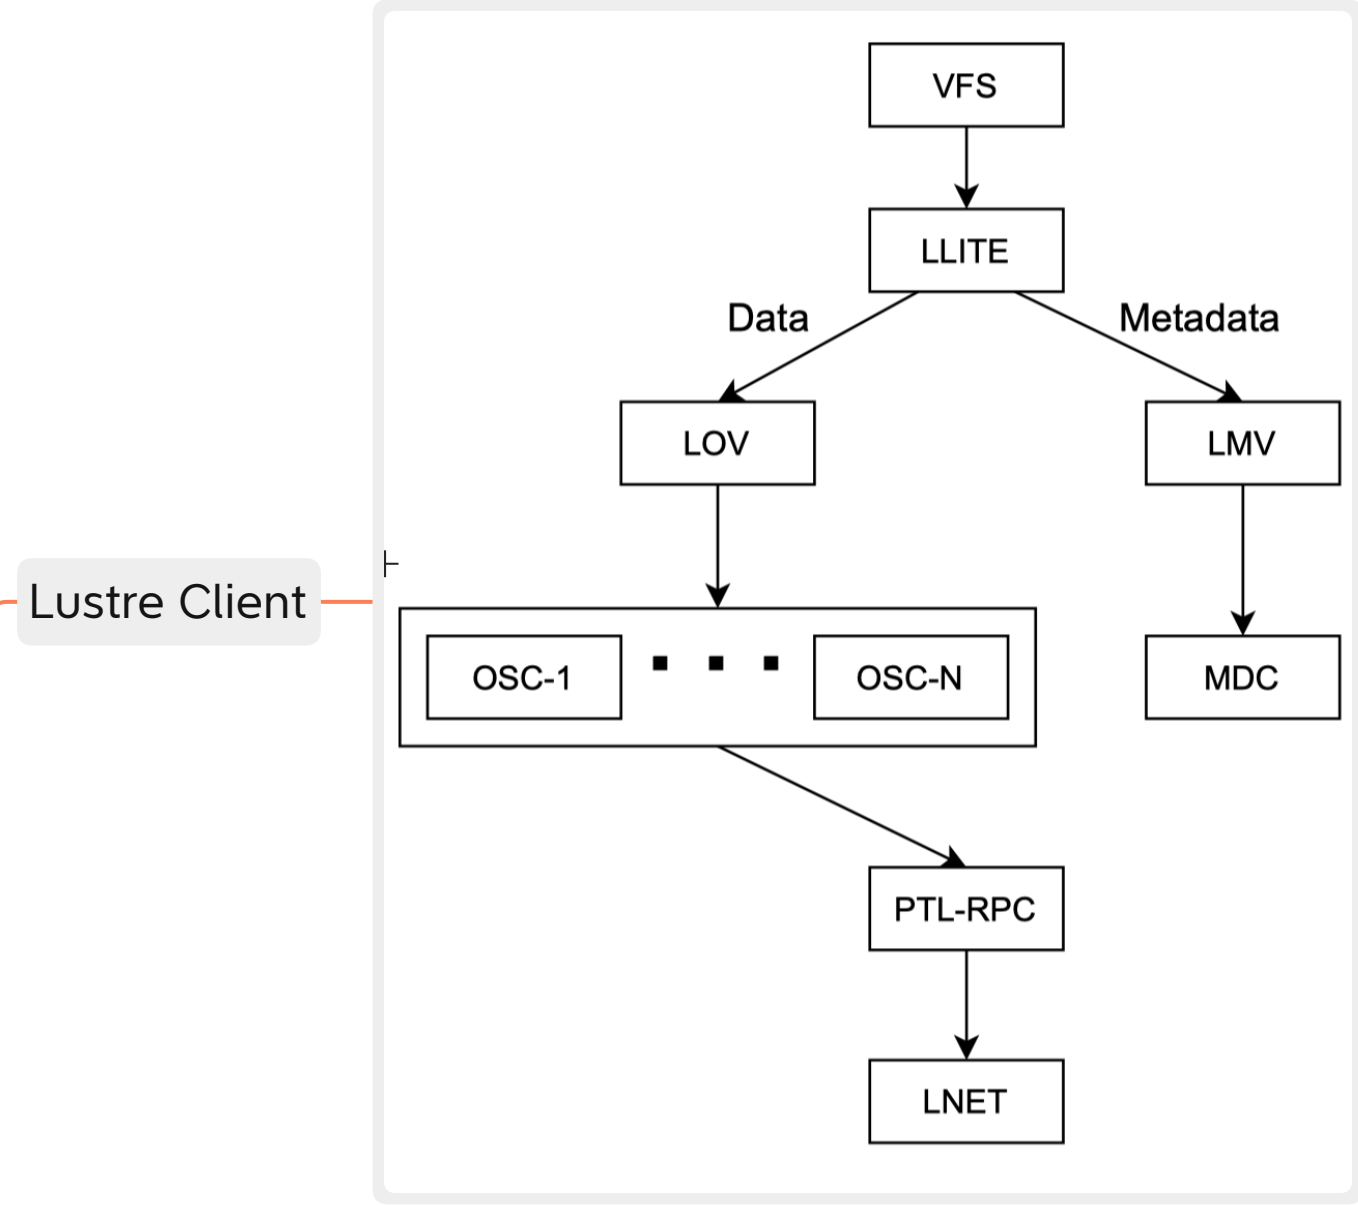 VFS
LLITE
Data
Metadata
LOV
LMV
Lustre Client
OSC-1
OSC-N
MDC
PTL-RPC
LNET